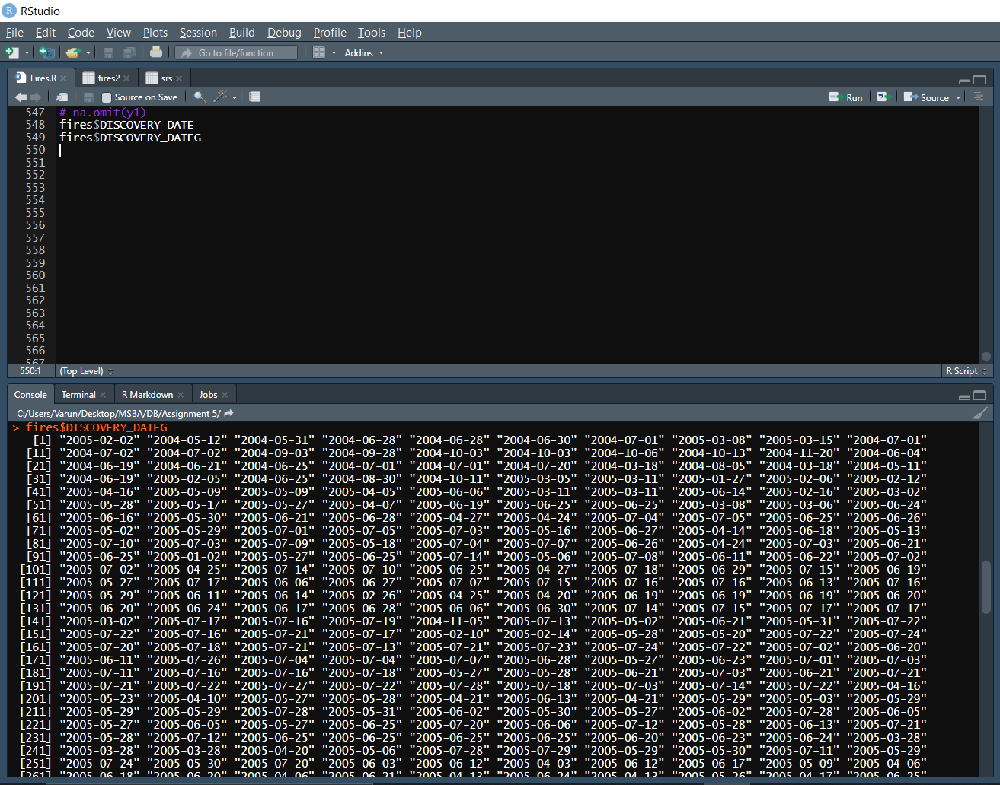 RStudio
File Edit Code View Plots Session Build Debug Profile Tools Help
Go to file/function Addins
Fires.R fires2 srs
Source on Save Run Source
547 # na.omit(y1)
548 fires$DISCOVERY_DATE
549 fires$DISCOVERY_DATEG
550
551
552
553
554
555
556
557
558
559
560
561
562
563
564
565
566
567
550:1 (Top Level) R Script
Console Terminal R Markdown Jobs
C:/Users/Varun/Desktop/MSBA/DB/Assignment 5/
> fires$DISCOVERY_DATEG
[1] "2005-02-02" "2004-05-12" "2004-05-31" "2004-06-28" "2004-06-28" "2004-06-30" "2004-07-01" "2005-03-08" "2005-03-15" "2004-07-01"
[11] "2004-07-02" "2004-07-02" "2004-09-03" "2004-09-28" "2004-10-03" "2004-10-03" "2004-10-06" "2004-10-13" "2004-11-20" "2004-06-04"
[21] "2004-06-19" "2004-06-21" "2004-06-25" "2004-07-01" "2004-07-01" "2004-07-20" "2004-03-18" "2004-08-05" "2004-03-18" "2004-05-11"
[31] "2004-06-19" "2005-02-05" "2004-06-25" "2004-08-30" "2004-10-11" "2005-03-05" "2005-03-11" "2005-01-27" "2005-02-06" "2005-02-12"
[41] "2005-04-16" "2005-05-09" "2005-05-09" "2005-04-05" "2005-06-06" "2005-03-11" "2005-03-11" "2005-06-14" "2005-02-16" "2005-03-02"
[51] "2005-05-28" "2005-05-17" "2005-05-27" "2005-04-07" "2005-06-19" "2005-06-25" "2005-06-25" "2005-03-08" "2005-03-06" "2005-06-24"
[61] "2005-06-16" "2005-05-30" "2005-06-21" "2005-06-28" "2005-04-27" "2005-04-24" "2005-07-04" "2005-07-05" "2005-06-25" "2005-06-26"
[71] "2005-05-02" "2005-05-29" "2005-07-01" "2005-07-05" "2005-07-03" "2005-05-16" "2005-06-27" "2005-04-14" "2005-06-18" "2005-05-13"
[81] "2005-07-10" "2005-07-03" "2005-07-09" "2005-05-18" "2005-07-04" "2005-07-07" "2005-06-26" "2005-04-24" "2005-07-03" "2005-06-21"
[91] "2005-06-25" "2005-01-02" "2005-05-27" "2005-06-25" "2005-07-14" "2005-05-06" "2005-07-08" "2005-06-11" "2005-06-22" "2005-07-02"
[101] "2005-07-02" "2005-04-25" "2005-07-14" "2005-07-10" "2005-06-25" "2005-04-27" "2005-07-18" "2005-06-29" "2005-07-15" "2005-06-19"
[111] "2005-05-27" "2005-07-17" "2005-06-06" "2005-06-27" "2005-07-07" "2005-07-15" "2005-07-16" "2005-07-16" "2005-06-13" "2005-07-16"
[121] "2005-05-29" "2005-06-11" "2005-06-14" "2005-02-26" "2005-04-25" "2005-04-20" "2005-06-19" "2005-06-19" "2005-06-19" "2005-06-20"
[131] "2005-06-20" "2005-06-24" "2005-06-17" "2005-06-28" "2005-06-06" "2005-06-30" "2005-07-14" "2005-07-15" "2005-07-17" "2005-07-17"
[141] "2005-03-02" "2005-07-17" "2005-07-16" "2005-07-19" "2004-11-05" "2005-07-13" "2005-05-02" "2005-06-21" "2005-05-31" "2005-07-22"
[151] "2005-07-22" "2005-07-16" "2005-07-21" "2005-07-17" "2005-02-10" "2005-02-14" "2005-05-28" "2005-05-20" "2005-07-22" "2005-07-24"
[161] "2005-07-20" "2005-07-18" "2005-07-21" "2005-07-13" "2005-07-21" "2005-07-23" "2005-07-24" "2005-07-22" "2005-07-02" "2005-06-20"
[171] "2005-06-11" "2005-07-26" "2005-07-04" "2005-07-04" "2005-07-07" "2005-06-28" "2005-05-27" "2005-06-23" "2005-07-01" "2005-07-03"
[181] "2005-07-11" "2005-07-16" "2005-07-16" "2005-07-18" "2005-05-27" "2005-05-28" "2005-06-21" "2005-07-03" "2005-06-21" "2005-07-21"
[191] "2005-07-21" "2005-07-22" "2005-07-27" "2005-07-22" "2005-07-28" "2005-07-18" "2005-07-03" "2005-07-14" "2005-07-22" "2005-04-16"
[201] "2005-05-23" "2005-04-10" "2005-05-27" "2005-05-28" "2005-04-21" "2005-06-13" "2005-04-21" "2005-05-29" "2005-05-03" "2005-05-29"
[211] "2005-05-29" "2005-05-29" "2005-07-28" "2005-05-31" "2005-06-02" "2005-05-30" "2005-05-27" "2005-06-02" "2005-07-28" "2005-06-05"
[221] "2005-05-27" "2005-06-05" "2005-05-27" "2005-06-25" "2005-07-20" "2005-06-06" "2005-07-12" "2005-05-28" "2005-06-13" "2005-07-21"
[231] "2005-05-28" "2005-07-12" "2005-06-25" "2005-06-25" "2005-06-25" "2005-06-25" "2005-06-20" "2005-06-23" "2005-06-24" "2005-03-28"
[241] "2005-03-28" "2005-03-28" "2005-04-20" "2005-05-06" "2005-07-28" "2005-07-29" "2005-05-29" "2005-05-30" "2005-07-11" "2005-05-29"
[251] "2005-07-24" "2005-05-30" "2005-07-20" "2005-06-03" "2005-06-12" "2005-04-03" "2005-06-12" "2005-06-17" "2005-05-09" "2005-04-06"
[261] "2005-06-18" "2005-06-20" "2005-04-06" "2005-06-21" "2005-04-13" "2005-06-24" "2005-05-26" "2005-05-26" "2005-04-17" "2005-06-25"